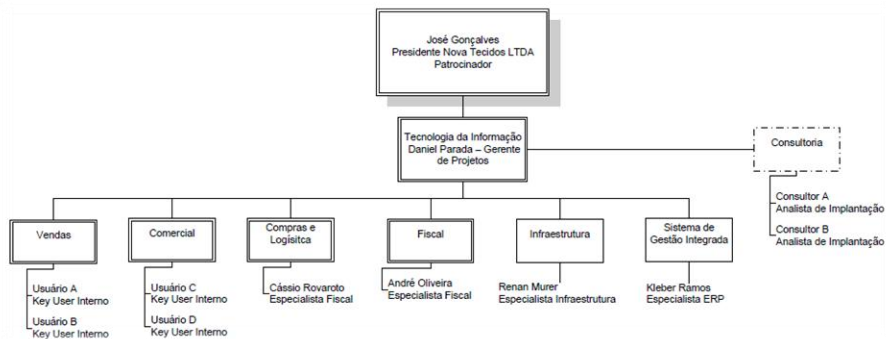 José Gonçalves
Presidente Nova Tecidos LTDA
Patrocinador
Tecnologia da Informação
Daniel Parada – Gerente
de Projetos
Consultoria
Consultor A
Analista de Implantação
Consultor B
Analista de Implantação
Vendas
Usuário A
Key User Interno
Usuário B
Key User Interno
Comercial
Usuário C
Key User Interno
Usuário D
Key User Interno
Compras e
Logísitca
Cássio Rovaroto
Especialista Fiscal
Fiscal
André Oliveira
Especialista Fiscal
Infraestrutura
Renan Murer
Especialista Infraestrutura
Sistema de
Gestão Integrada
Kleber Ramos
Especialista ERP